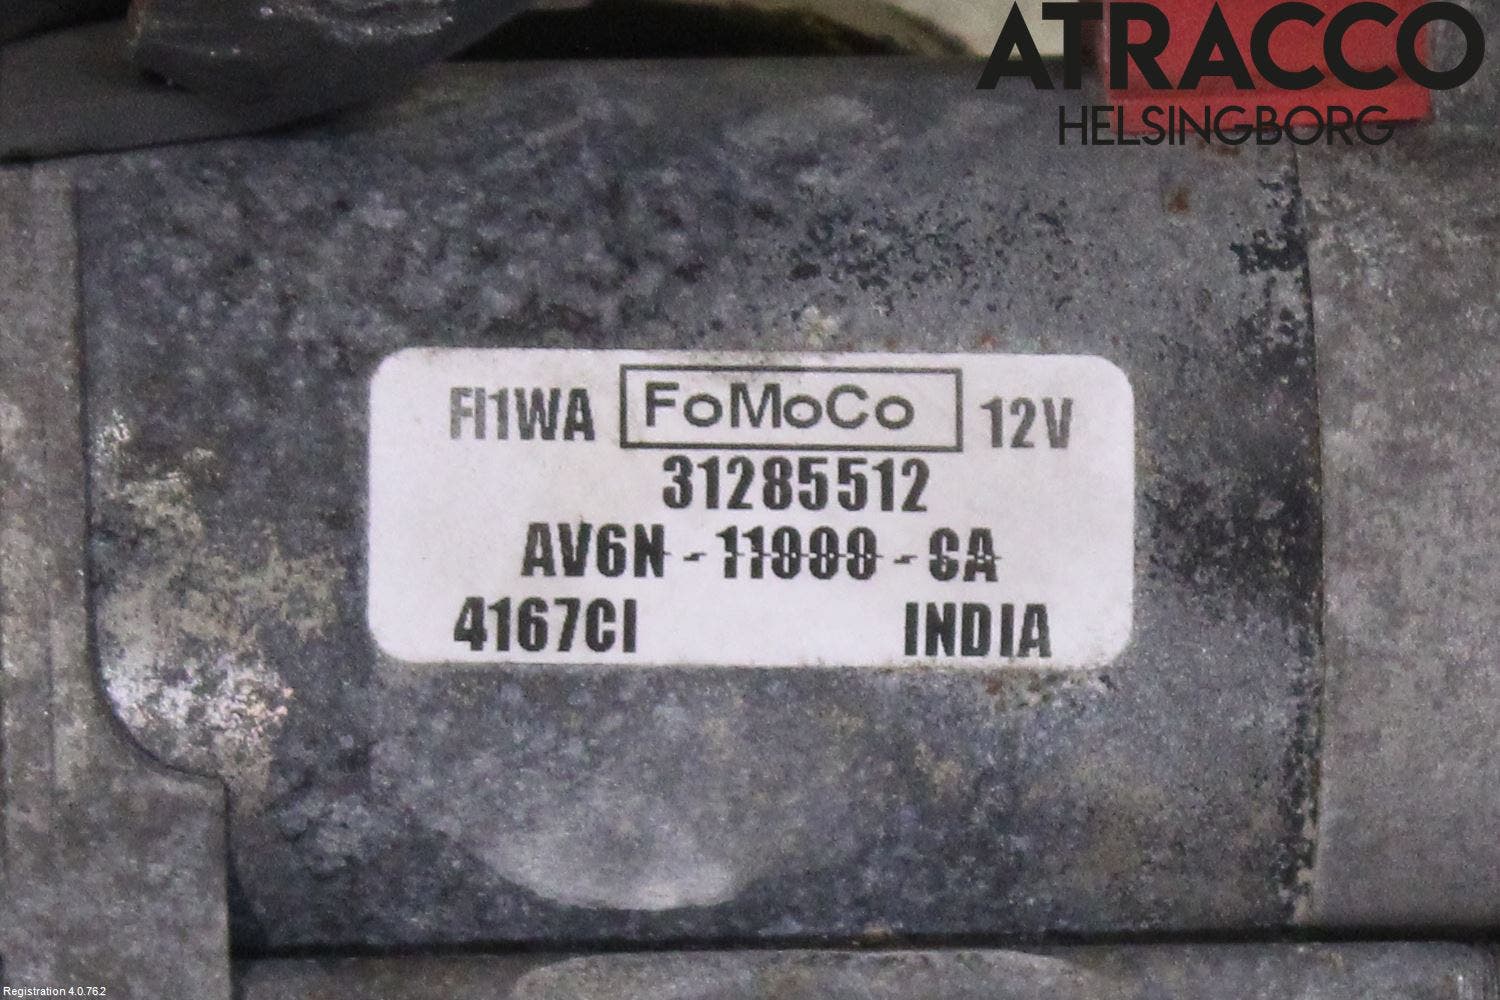 ATRACCO
HELSINGBORG
FI1WA FoMoCo 12V
31285512
AV6N-11000-CA
4167CI INDIA
Registration 4.0.762